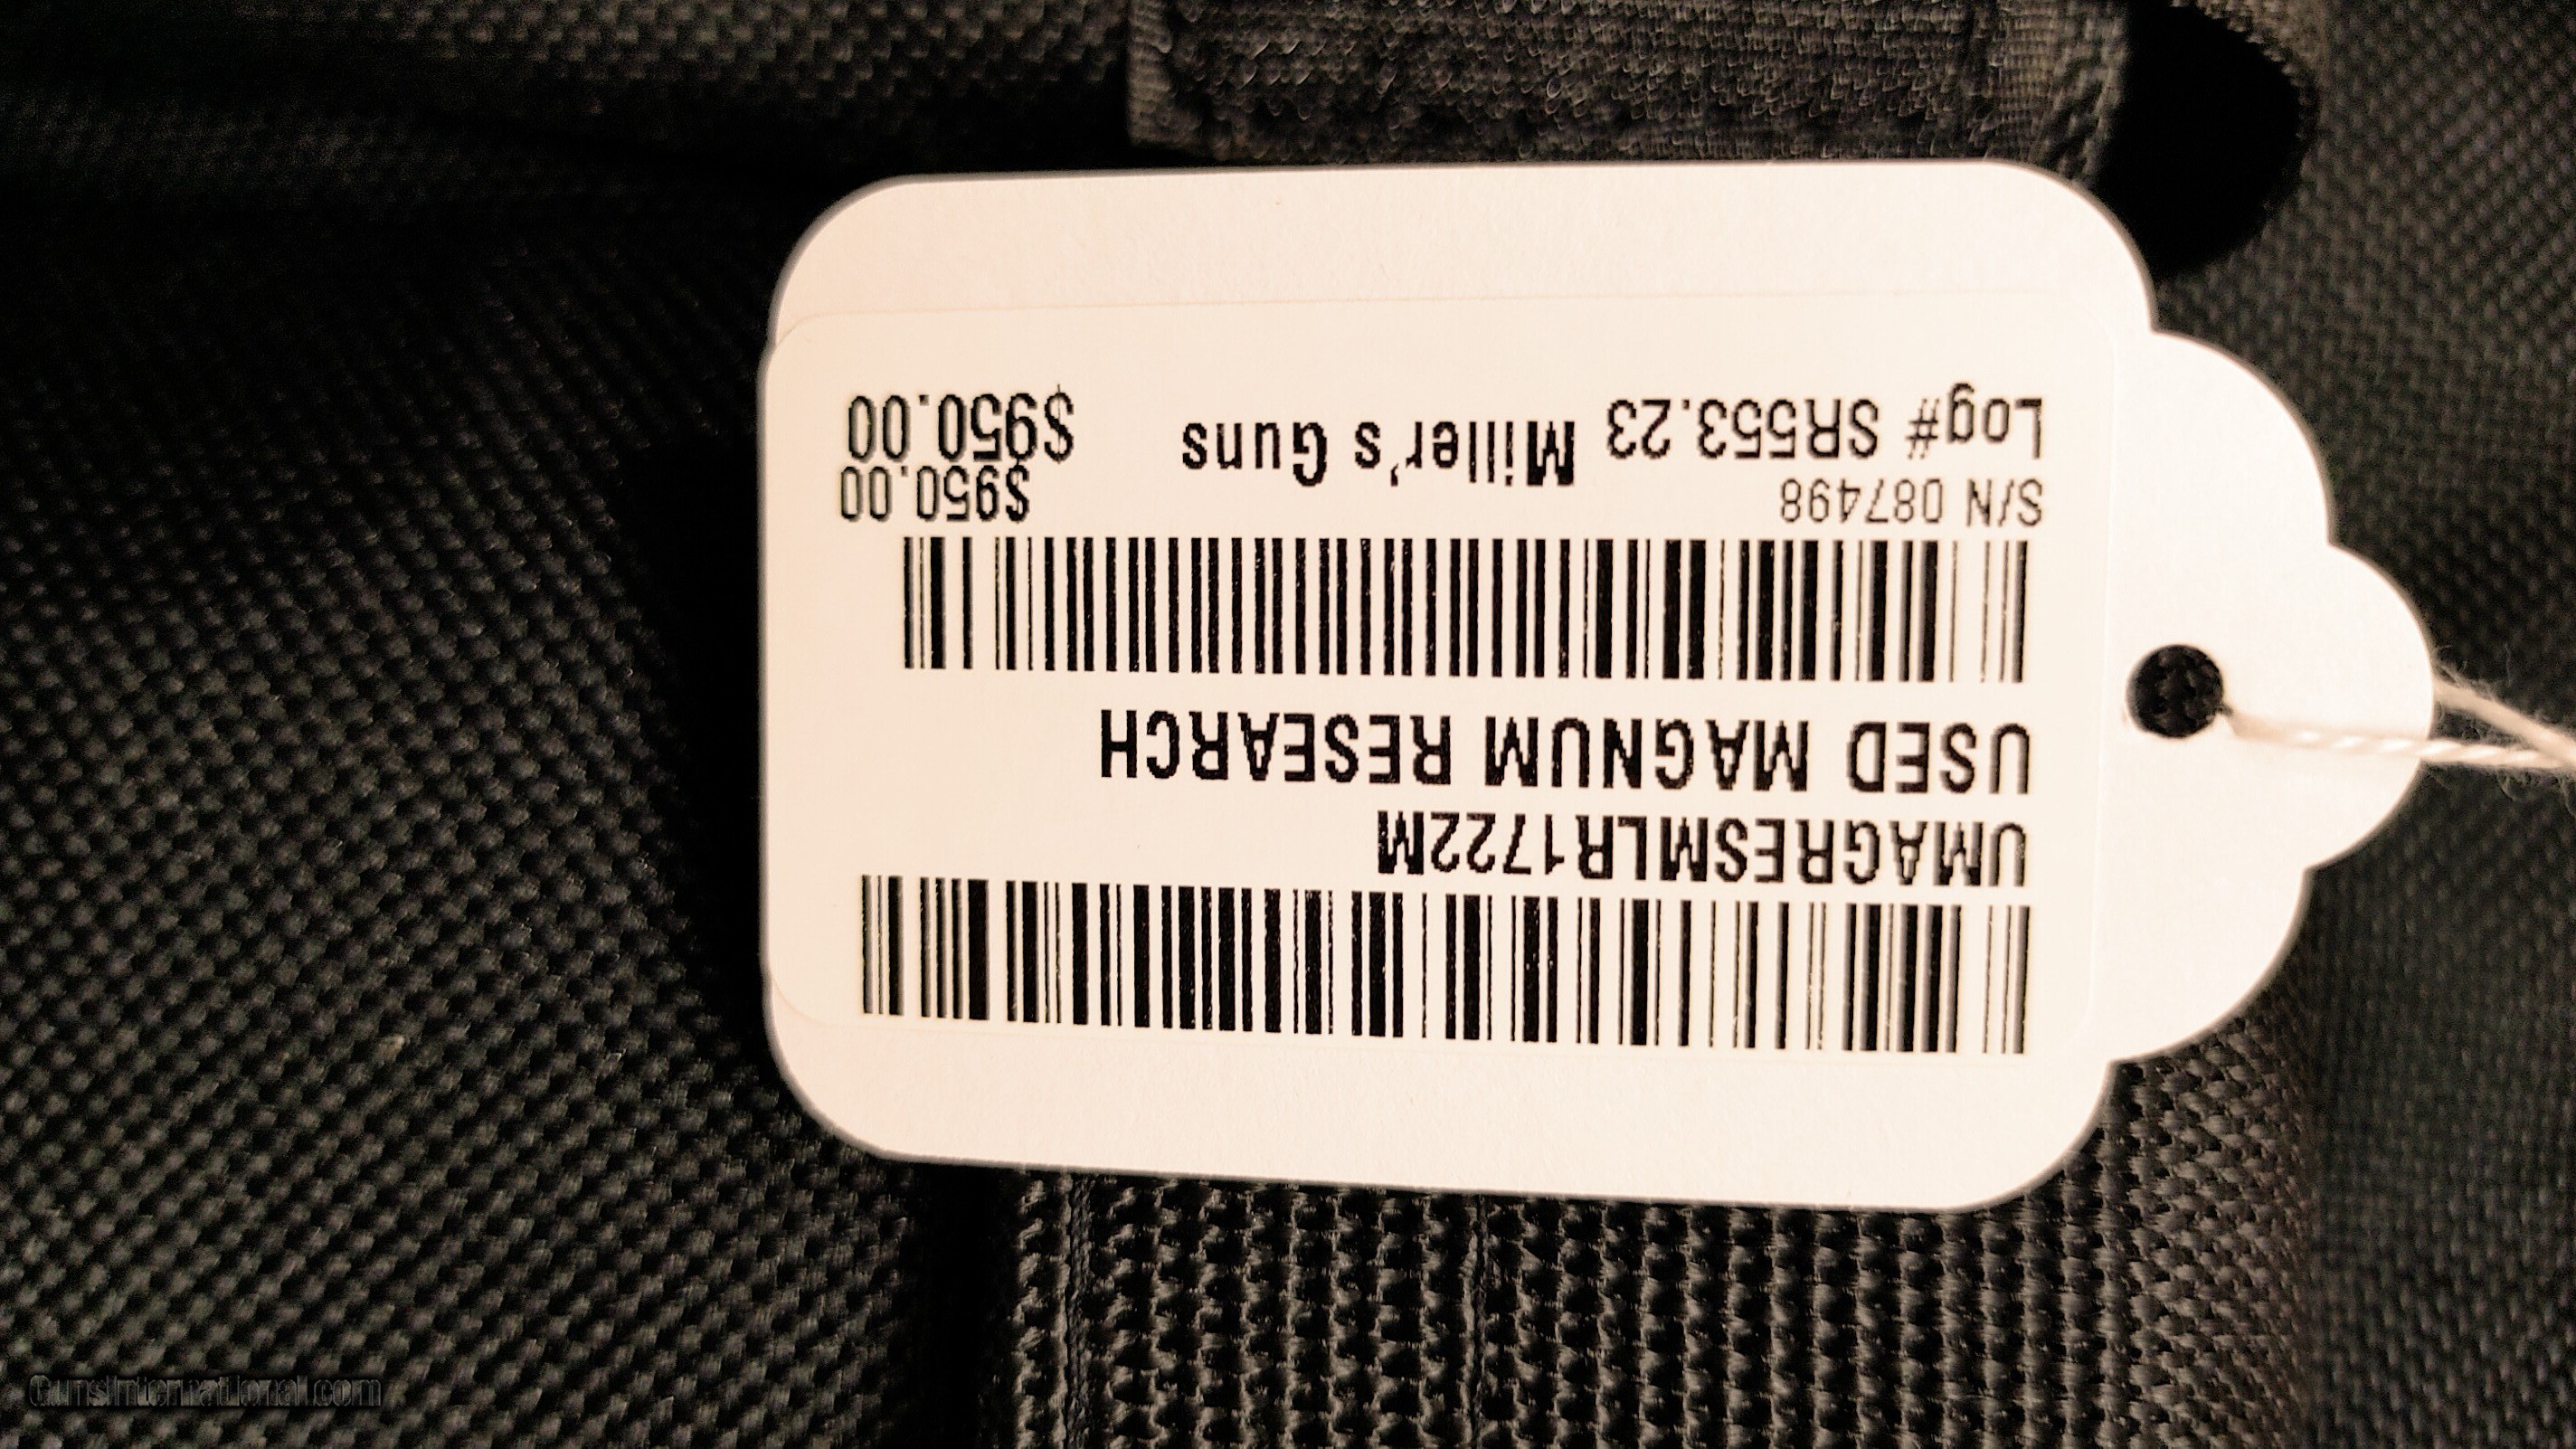 UMAGRESMLR1722M
USED MAGNUM RESEARCH
S/N 087498 $950.00
Log# SR553.23 Miller's Guns $950.00
GunsInternational.com